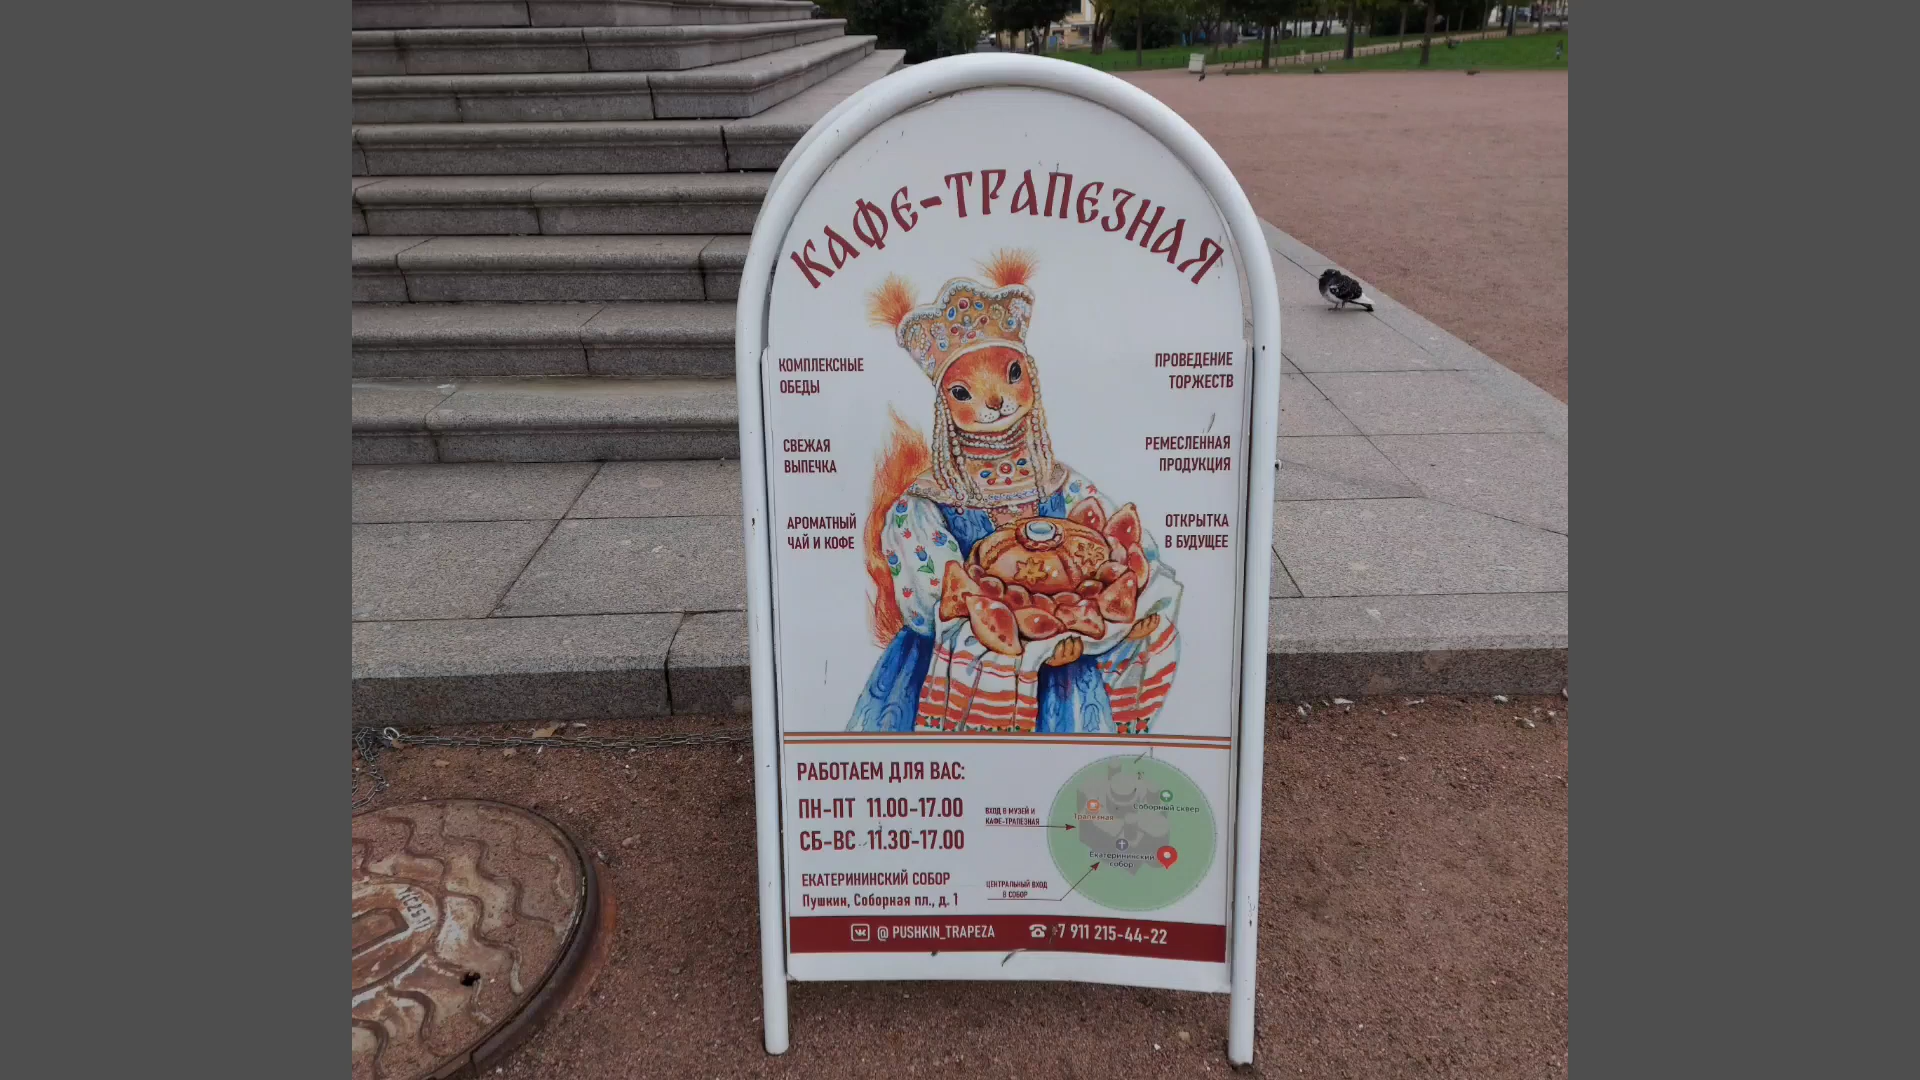 КАФЕ-ТРАПЕЗНАЯ
КОМПЛЕКСНЫЕ
ОБЕДЫ
СВЕЖАЯ
ВЫПЕЧКА
АРОМАТНЫЙ
ЧАЙ И КОФЕ
ПРОВЕДЕНИЕ
ТОРЖЕСТВ
РЕМЕСЛЕННАЯ
ПРОДУКЦИЯ
ОТКРЫТКА
В БУДУЩЕЕ
РАБОТАЕМ ДЛЯ ВАС:
ПН-ПТ 11.00-17.00
СБ-ВС 11.30-17.00
ЕКАТЕРИНИНСКИЙ СОБОР
Пушкин, Соборная пл., д. 1
ВХОД В МУЗЕЙ И
КАФЕ-ТРАПЕЗНАЯ
ЦЕНТРАЛЬНЫЙ ВХОД
В СОБОР
Соборный сквер
Трапезная
Екатерининский
собор
@ PUSHKIN_TRAPEZA
+7 911 215-44-22